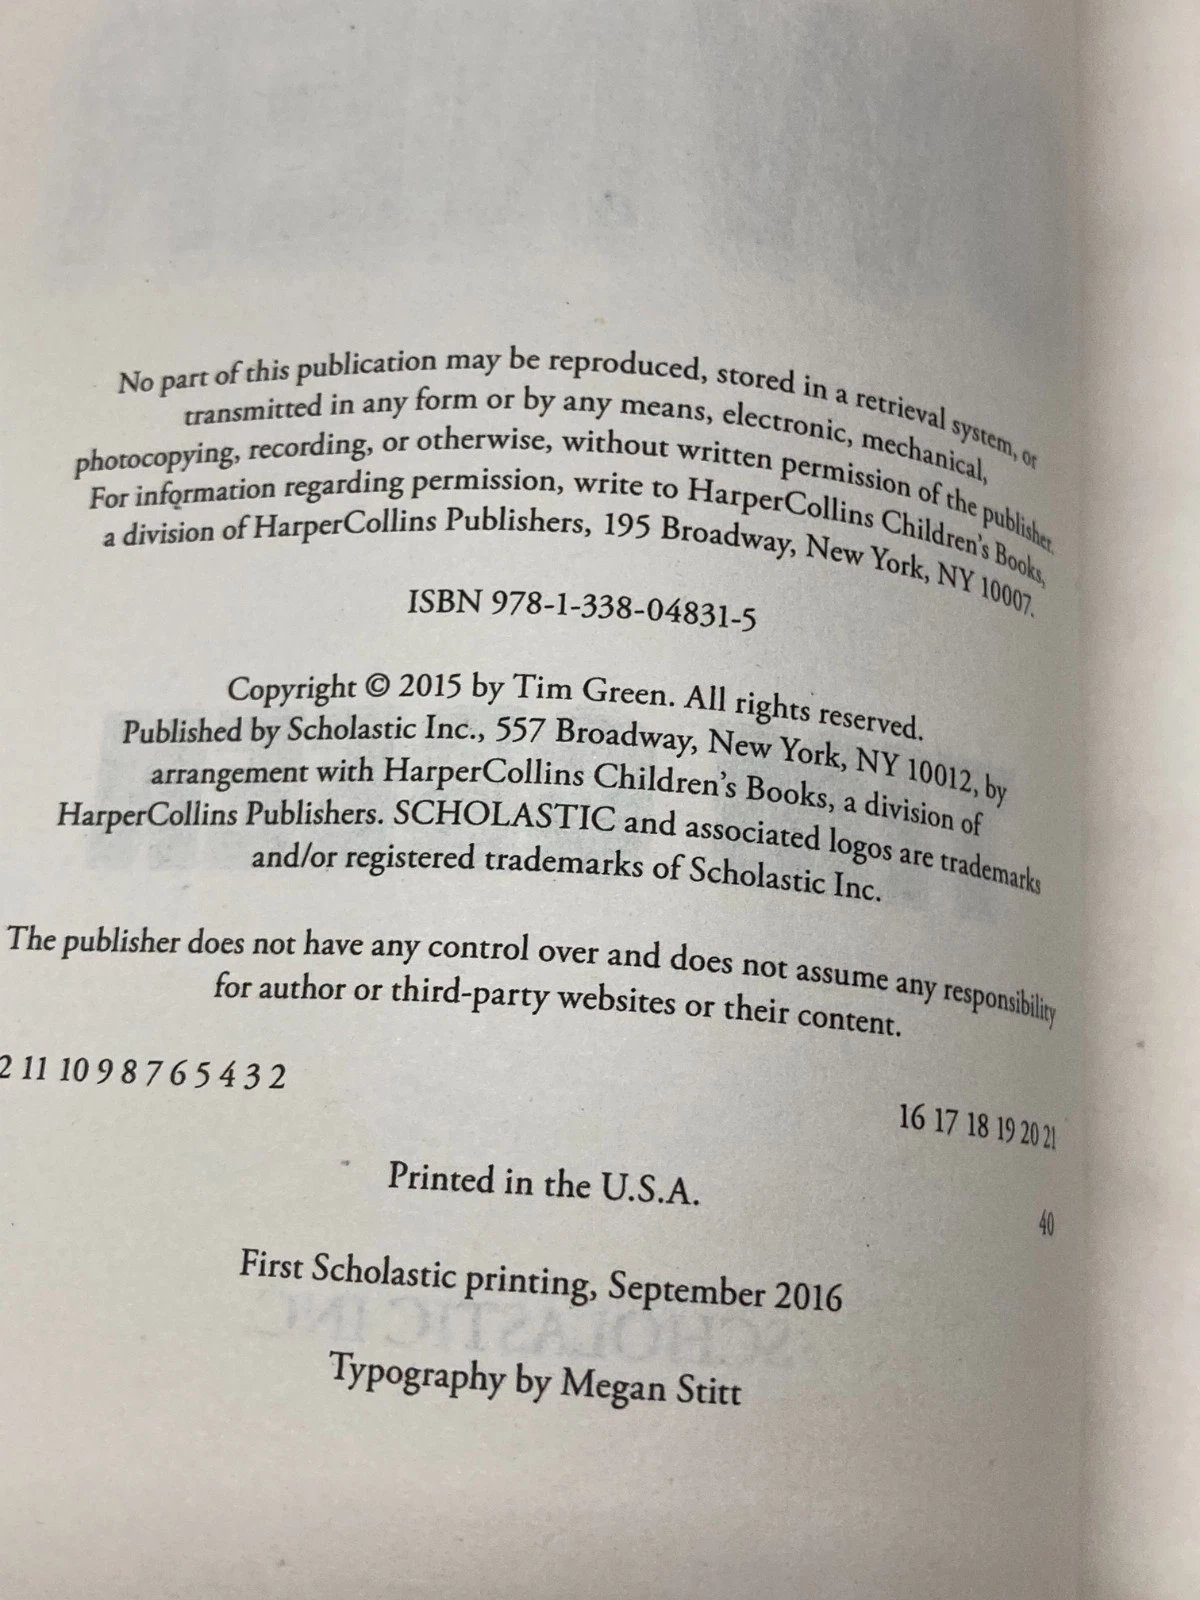 No part of this publication may be reproduced, stored in a retrieval system, or
transmitted in any form or by any means, electronic, mechanical,
photocopying, recording, or otherwise, without written permission of the publisher.
For information regarding permission, write to HarperCollins Children's Books,
a division of HarperCollins Publishers, 195 Broadway, New York, NY 10007.
ISBN 978-1-338-04831-5
Copyright © 2015 by Tim Green. All rights reserved.
Published by Scholastic Inc., 557 Broadway, New York, NY 10012, by
arrangement with HarperCollins Children's Books, a division of
HarperCollins Publishers. SCHOLASTIC and associated logos are trademarks
and/or registered trademarks of Scholastic Inc.
The publisher does not have any control over and does not assume any responsibility
for author or third-party websites or their content.
2 11 10 9 8 7 6 5 4 3 2 16 17 18 19 20 21
Printed in the U.S.A. 40
First Scholastic printing, September 2016
SCHOLASTIC INC
Typography by Megan Stitt